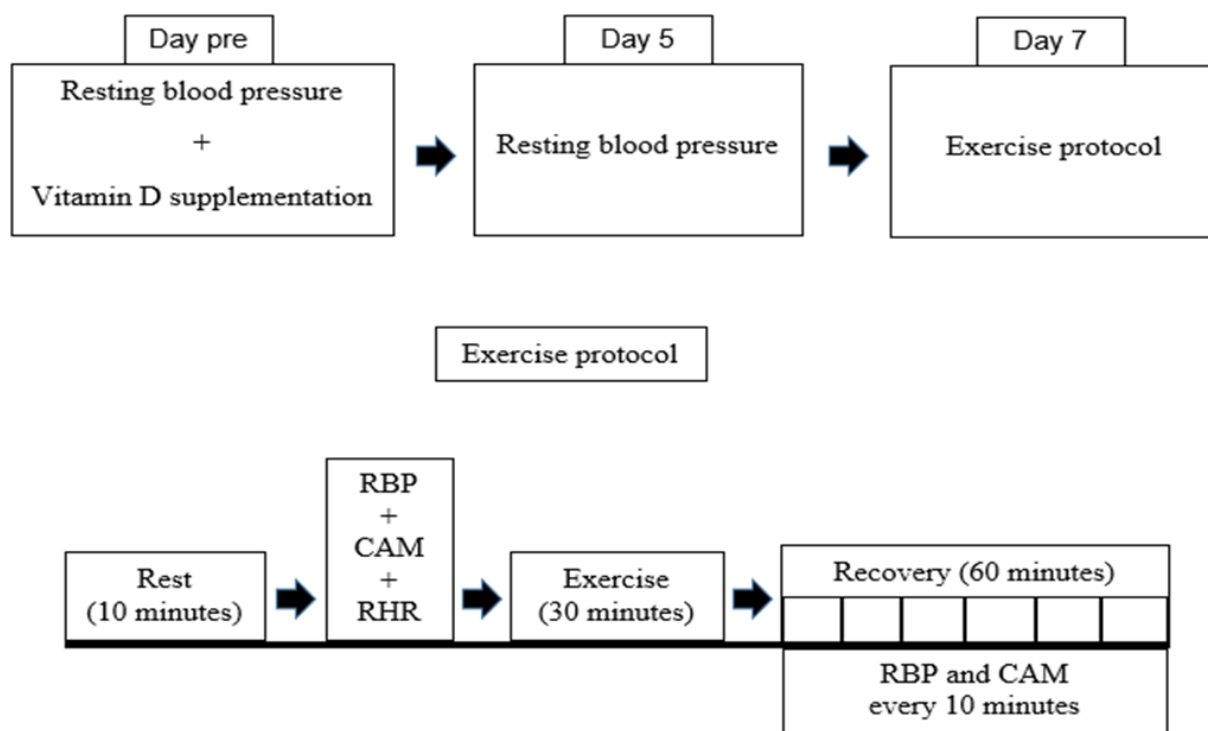 Day pre
Resting blood pressure
+
Vitamin D supplementation
Day 5
Resting blood pressure
Day 7
Exercise protocol
Exercise protocol
Rest
(10 minutes)
RBP
+
CAM
+
RHR
Exercise
(30 minutes)
Recovery (60 minutes)
RBP and CAM
every 10 minutes